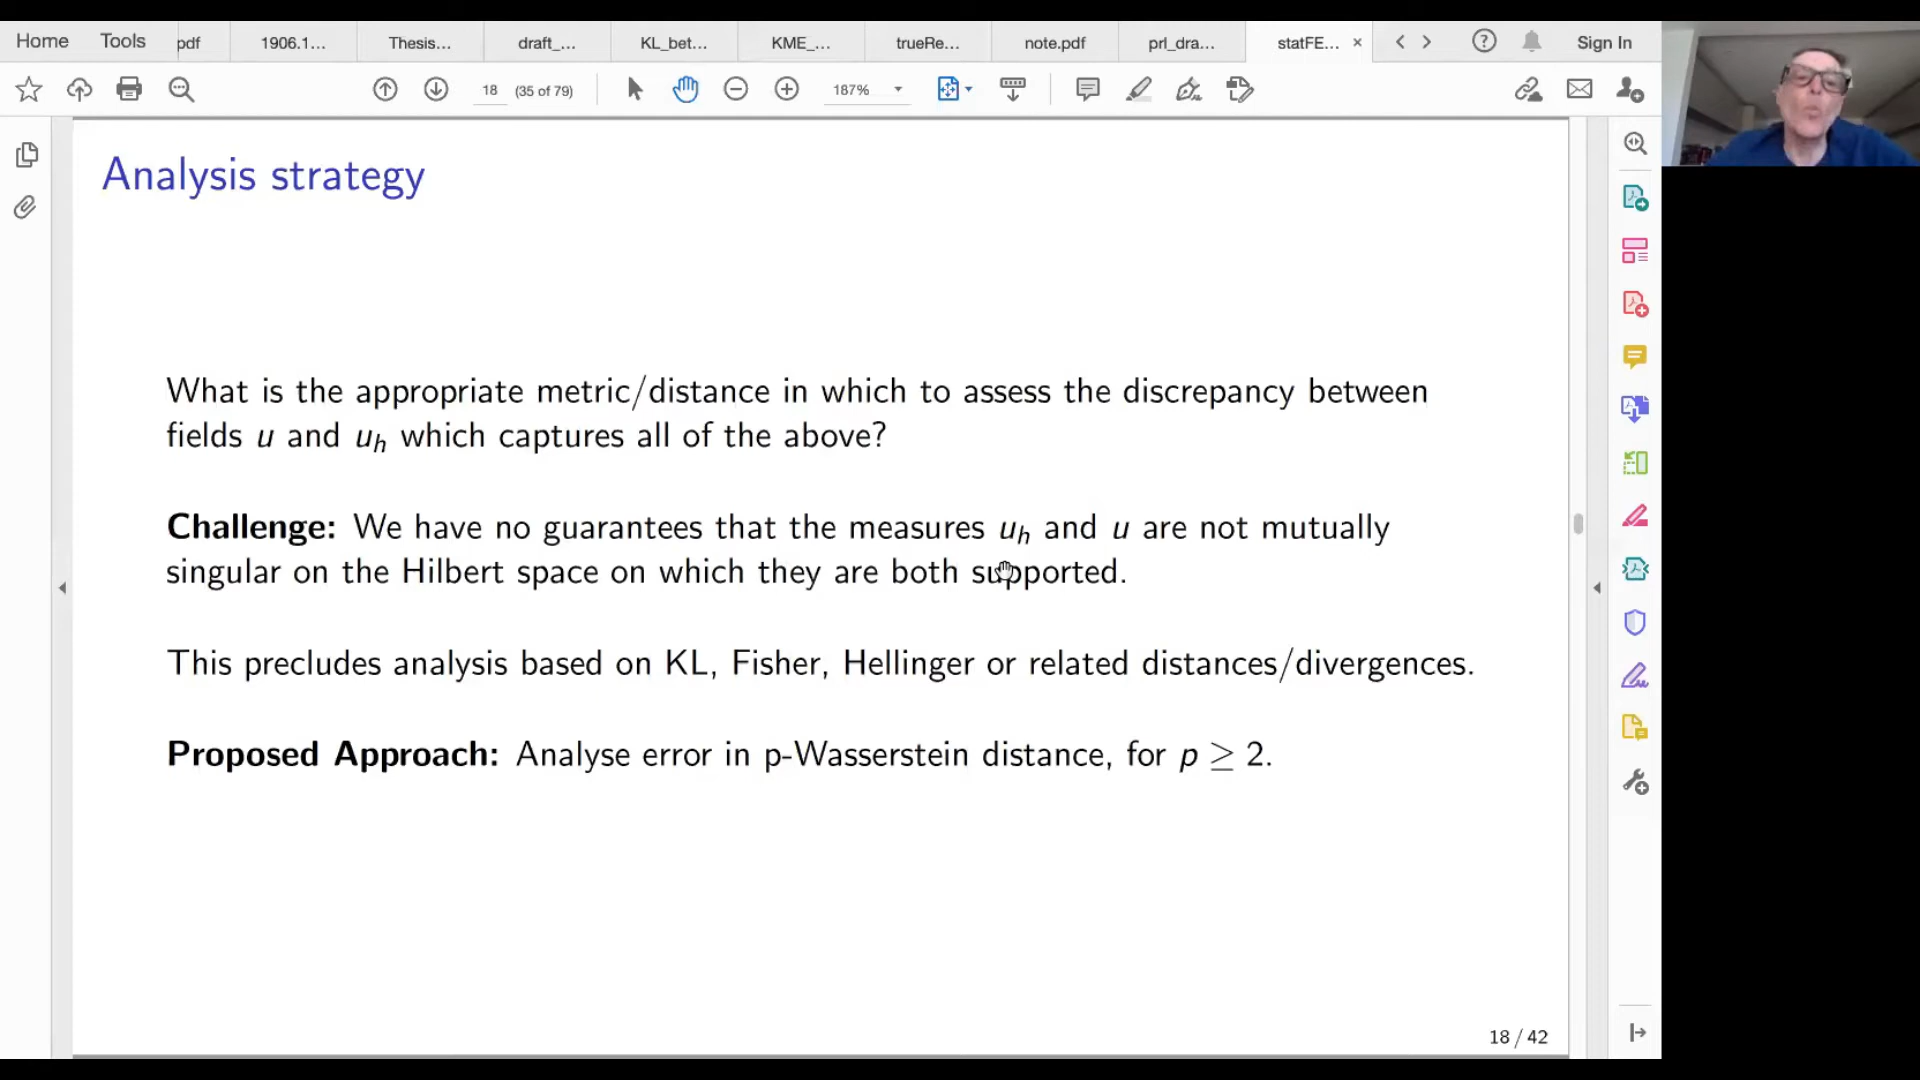 Home Tools pdf 1906.1... Thesis... draft_... KL_bet... KME_... trueRe... note.pdf prl_dra... statFE... × Sign In
18 (35 of 79) 187%
Analysis strategy
What is the appropriate metric/distance in which to assess the discrepancy between
fields u and u_h which captures all of the above?
Challenge: We have no guarantees that the measures u_h and u are not mutually
singular on the Hilbert space on which they are both supported.
This precludes analysis based on KL, Fisher, Hellinger or related distances/divergences.
Proposed Approach: Analyse error in p-Wasserstein distance, for p ≥ 2.
18 / 42